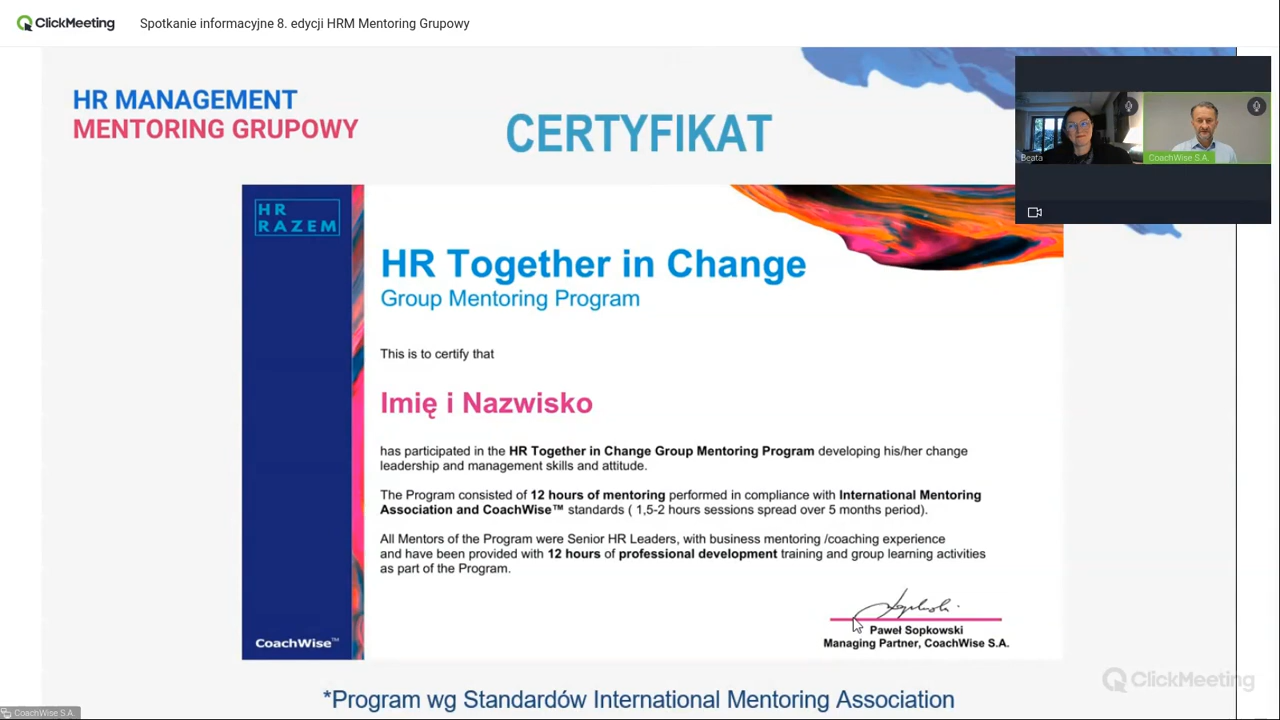 ClickMeeting Spotkanie informacyjne 8. edycji HRM Mentoring Grupowy
HR MANAGEMENT
MENTORING GRUPOWY
CERTYFIKAT
Beata
CoachWise S.A.
HR
RAZEM
HR Together in Change
Group Mentoring Program
This is to certify that
Imię i Nazwisko
has participated in the HR Together in Change Group Mentoring Program developing his/her change
leadership and management skills and attitude.
The Program consisted of 12 hours of mentoring performed in compliance with International Mentoring
Association and CoachWise™ standards ( 1,5-2 hours sessions spread over 5 months period).
All Mentors of the Program were Senior HR Leaders, with business mentoring /coaching experience
and have been provided with 12 hours of professional development training and group learning activities
as part of the Program.
Paweł Sopkowski
Managing Partner, CoachWise S.A.
CoachWise™
ClickMeeting
*Program wg Standardów International Mentoring Association
CoachWise S.A.